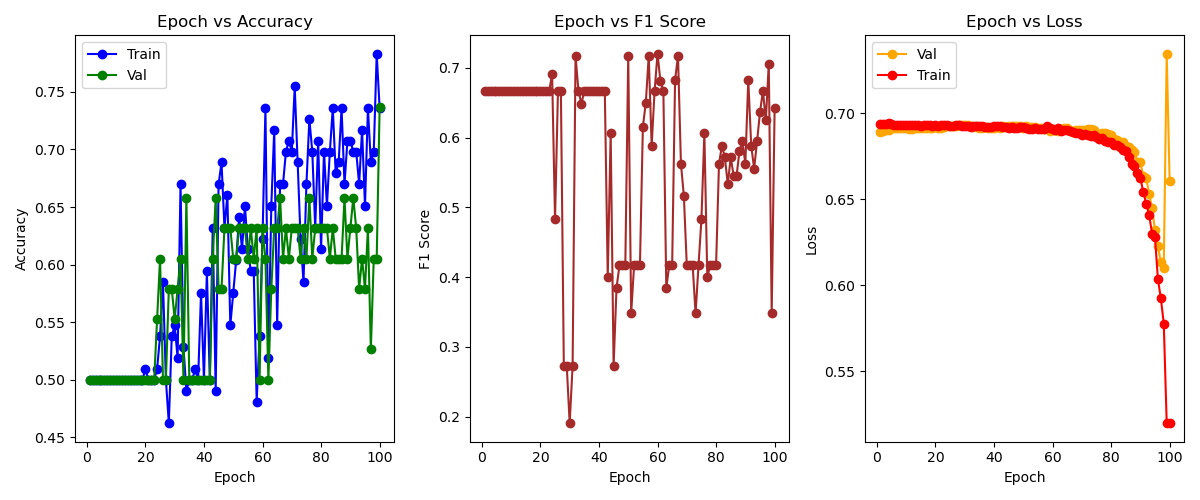 Epoch vs Accuracy
Train
Val
0.75
0.70
0.65
0.60
0.55
0.50
0.45
Accuracy
0 20 40 60 80 100
Epoch
Epoch vs F1 Score
0.7
0.6
0.5
0.4
0.3
0.2
F1 Score
0 20 40 60 80 100
Epoch
Epoch vs Loss
Val
Train
0.70
0.65
0.60
0.55
Loss
0 20 40 60 80 100
Epoch